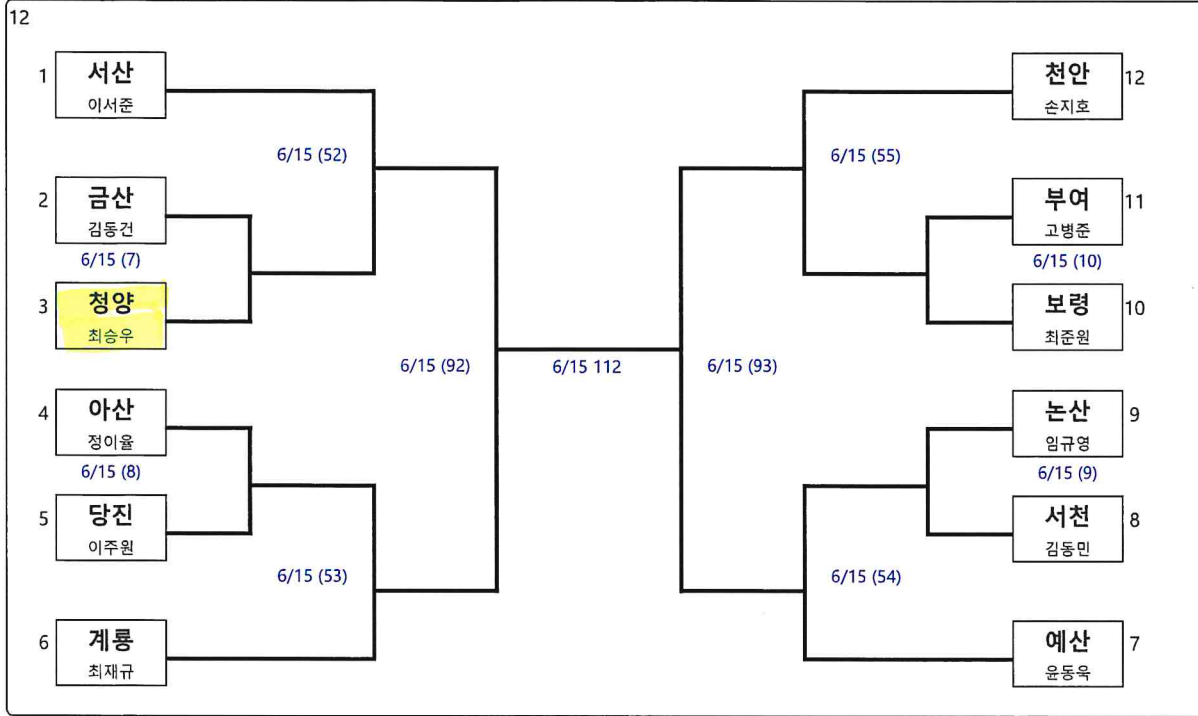 12
1
서산
이서준
6/15 (52)
2
금산
김동건
6/15 (7)
3
청양
최승우
6/15 (92)
4
아산
정이율
6/15 (8)
5
당진
이주원
6/15 (53)
6
계룡
최재규
6/15 112
천안
손지호
12
6/15 (55)
부여
고병준
11
6/15 (10)
보령
최준원
10
6/15 (93)
논산
임규영
9
6/15 (9)
서천
김동민
8
6/15 (54)
예산
윤동욱
7